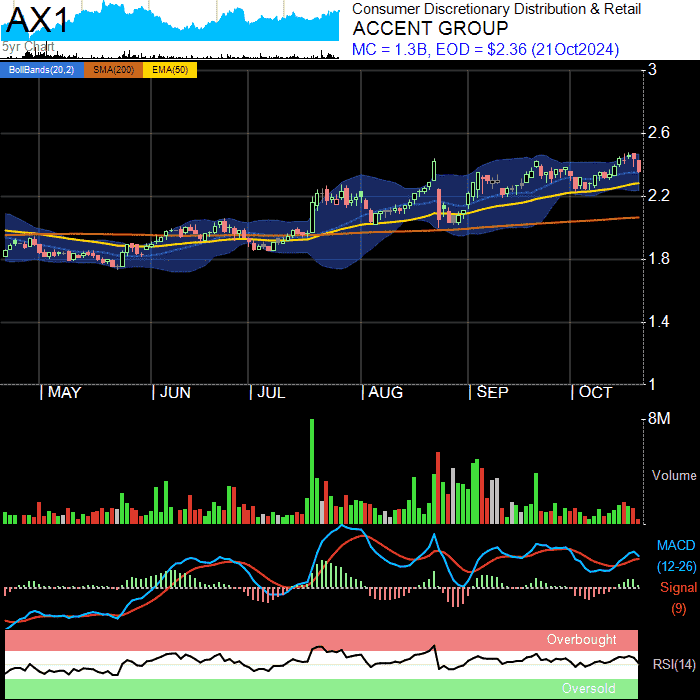 AX1
5yr Chart
Consumer Discretionary Distribution & Retail
ACCENT GROUP
MC = 1.3B, EOD = $2.36 (21Oct2024)
BollBands(20,2) SMA(200) EMA(50)
3
2.6
2.2
1.8
1.4
1
MAY JUN JUL AUG SEP OCT
8M
Volume
MACD
(12-26)
Signal
(9)
Overbought
RSI(14)
Oversold